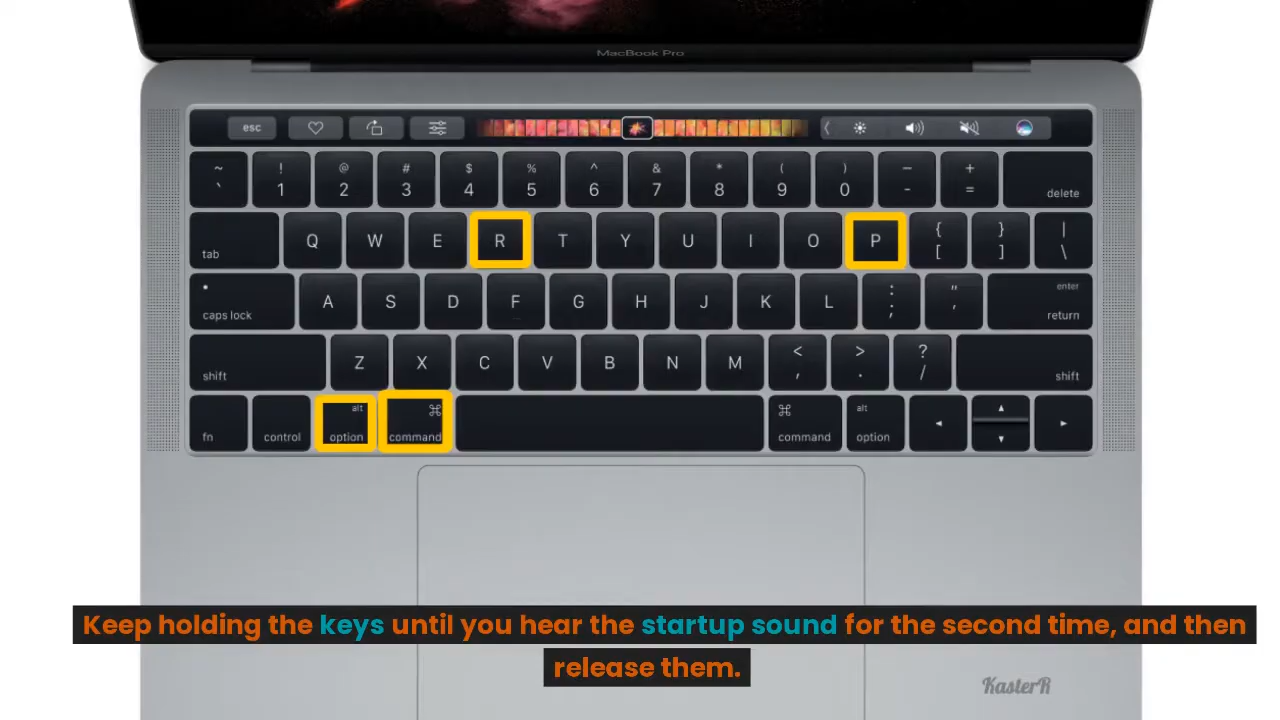 MacBook Pro
esc
~ ! @ # $ % ^ & * ( ) — +
` 1 2 3 4 5 6 7 8 9 0 - = delete
tab Q W E R T Y U I O P { [ } ] | \
caps lock A S D F G H J K L : ; " ' enter return
shift Z X C V B N M < , > . ? / shift
fn control alt option ⌘ command ⌘ command alt option
Keep holding the keys until you hear the startup sound for the second time, and then
release them.
KasterR